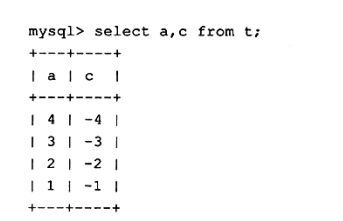 mysql> select a,c from t;
+---+----+
| a | c  |
+---+----+
| 4 | -4 |
| 3 | -3 |
| 2 | -2 |
| 1 | -1 |
+---+----+